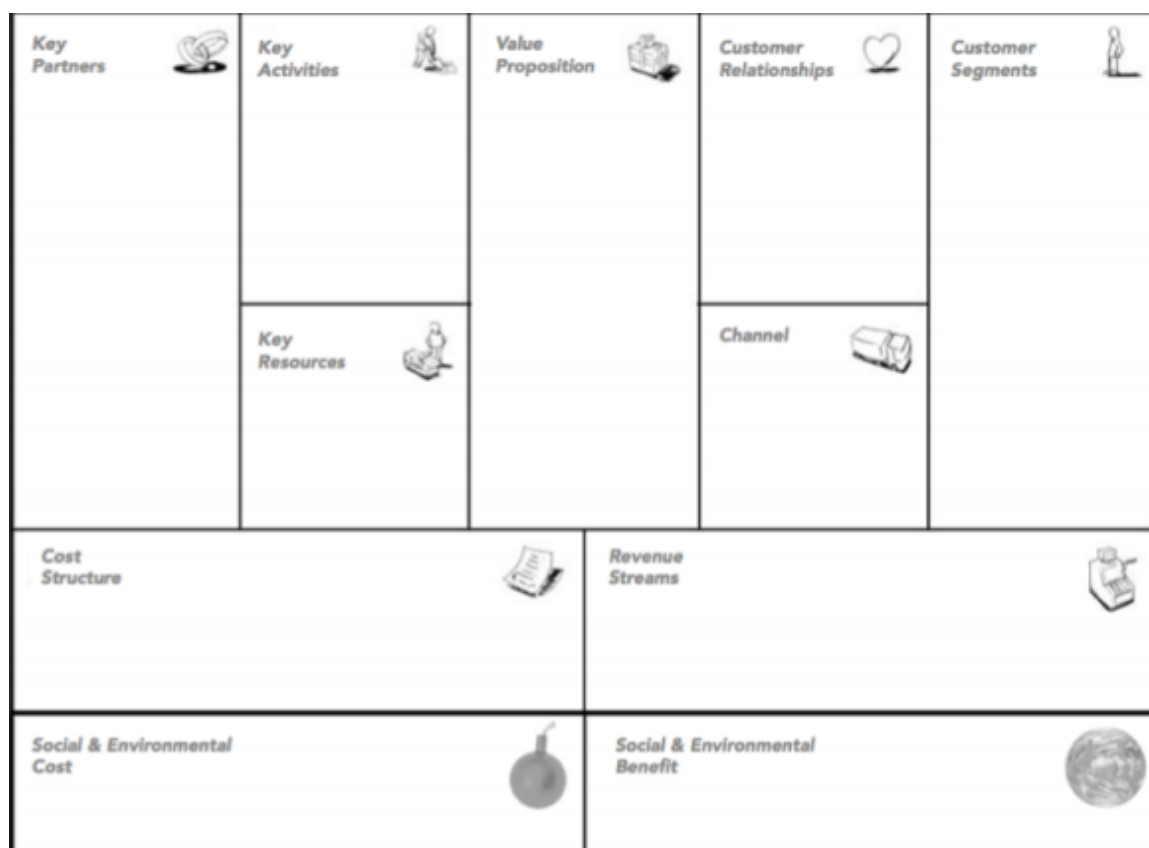 Key
Partners
Key
Activities
Value
Proposition
Customer
Relationships
Customer
Segments
Key
Resources
Channel
Cost
Structure
Revenue
Streams
Social & Environmental
Cost
Social & Environmental
Benefit